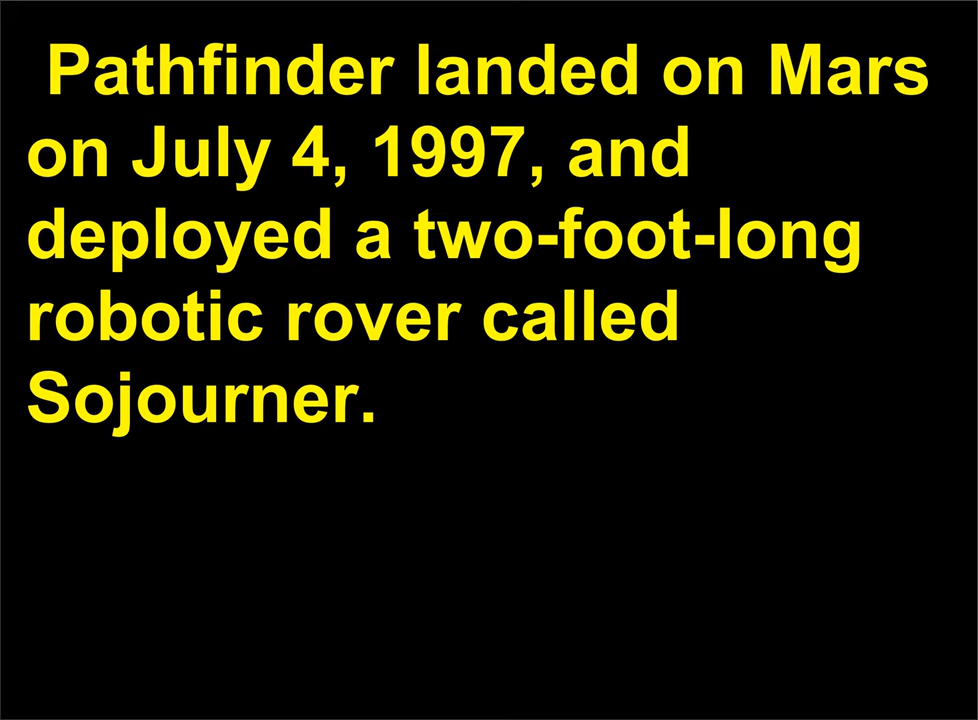 Pathfinder landed on Mars
on July 4, 1997, and
deployed a two-foot-long
robotic rover called
Sojourner.